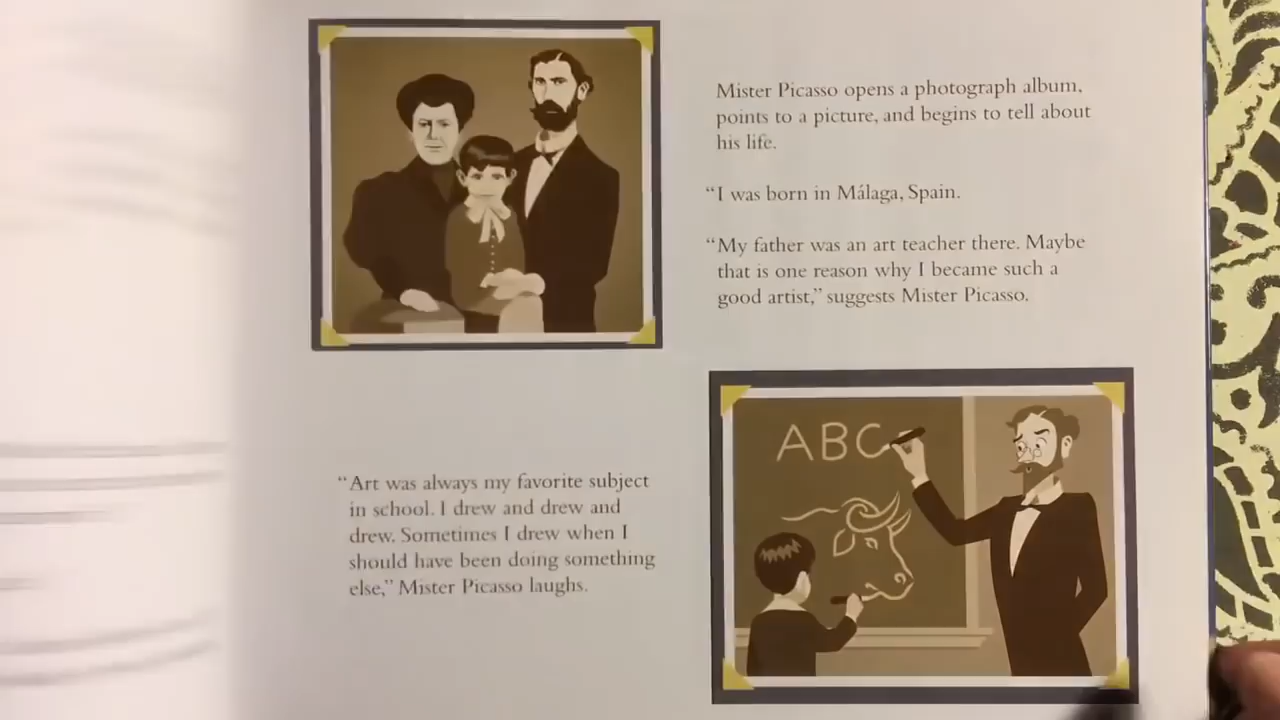 Mister Picasso opens a photograph album,
points to a picture, and begins to tell about
his life.
“I was born in Málaga, Spain.
“My father was an art teacher there. Maybe
that is one reason why I became such a
good artist,” suggests Mister Picasso.
“Art was always my favorite subject
in school. I drew and drew and
drew. Sometimes I drew when I
should have been doing something
else,” Mister Picasso laughs.
ABC